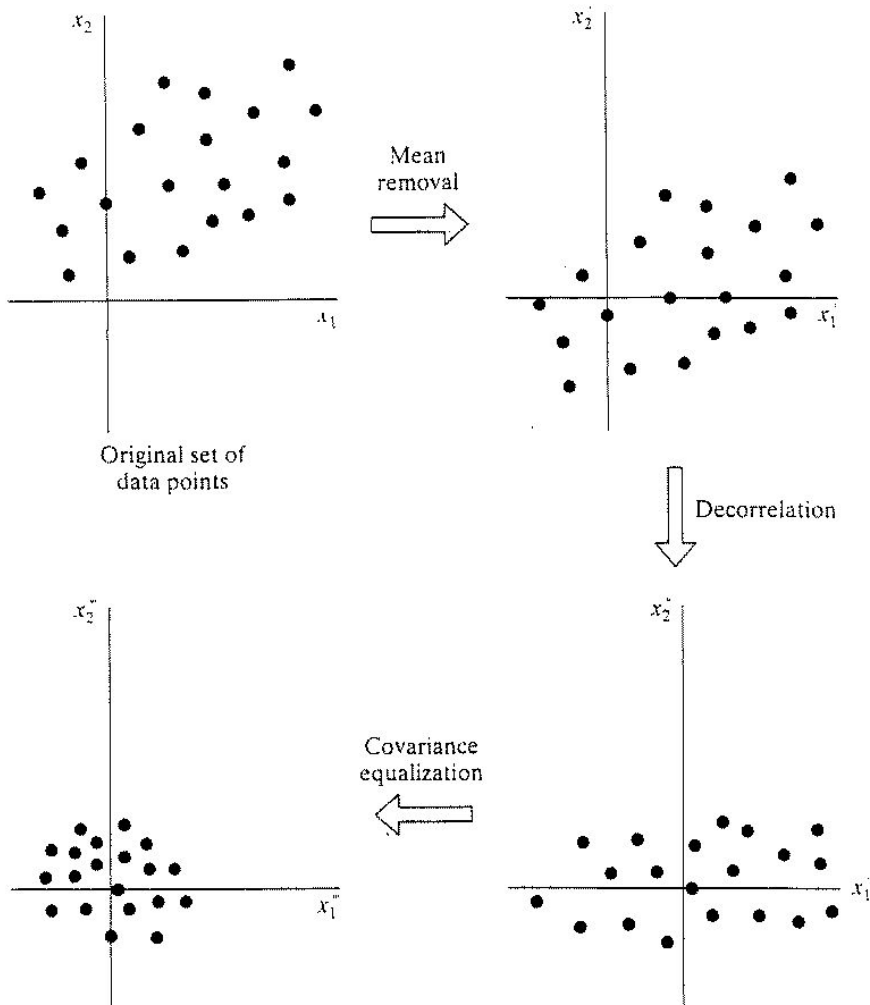 x₂
x₁
Original set of
data points
Mean
removal
x₂′
x₁
Decorrelation
x₂″
x₁″
Covariance
equalization
x₂‴
x₁‴